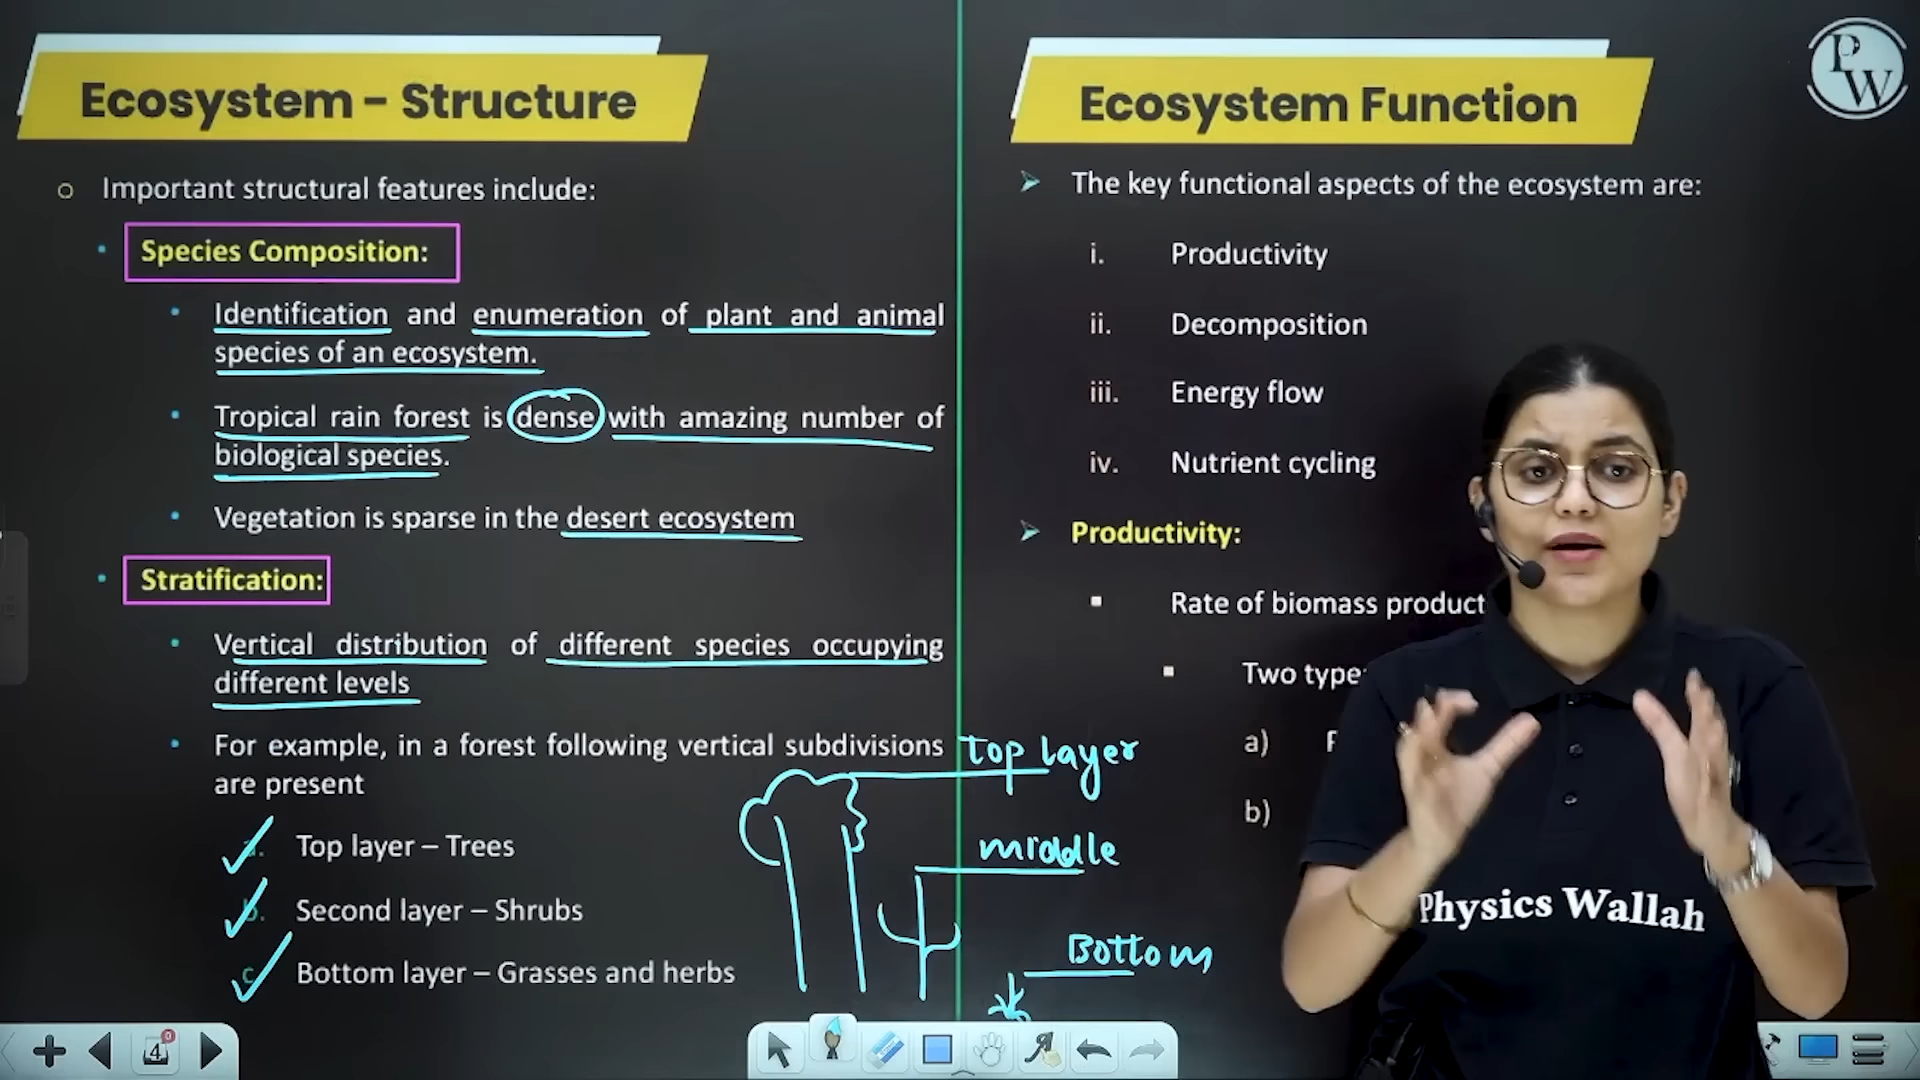 Ecosystem - Structure
Important structural features include:
Species Composition:
Identification and enumeration of plant and animal
species of an ecosystem.
Tropical rain forest is dense with amazing number of
biological species.
Vegetation is sparse in the desert ecosystem
Stratification:
Vertical distribution of different species occupying
different levels
For example, in a forest following vertical subdivisions
are present
Top layer – Trees
b. Second layer – Shrubs
c. Bottom layer – Grasses and herbs
top layer
middle
Bottom
Ecosystem Function
The key functional aspects of the ecosystem are:
i. Productivity
ii. Decomposition
iii. Energy flow
iv. Nutrient cycling
Productivity:
Rate of biomass product
Two type
a)
b)
PW
Physics Wallah
4
0